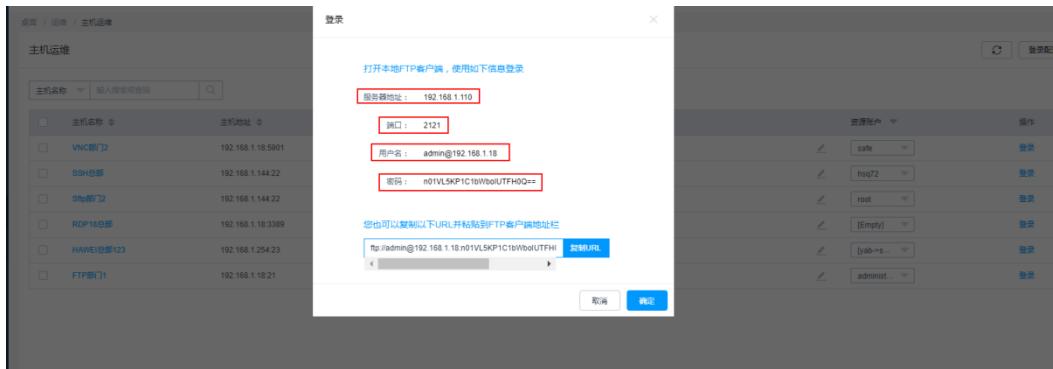 桌面 / 运维 / 主机运维
登录
主机运维
登录配
打开本地FTP客户端，使用如下信息登录
主机名称
服务器地址： 192.168.1.110
主机名称 主机地址 资源账户 操作
端口： 2121
VNC部门2 192.168.1.18:5901 safe 登录
用户名： admin@192.168.1.18
SSH总部 192.168.1.144:22 hsq72 登录
密码： n01VL5KP1C1bWbolUTFH0Q==
Sftp部门2 192.168.1.144:22 root 登录
您也可以复制以下URL并粘贴到FTP客户端地址栏
RDP18总部 192.168.1.18:3389 [Empty] 登录
ftp://admin@192.168.1.18:n01VL5KP1C1bWbolUTFH 复制URL
HAWEI总部123 192.168.1.254:23 [yab->s... 登录
FTP部门1 192.168.1.18:21 administ... 登录
取消 确定